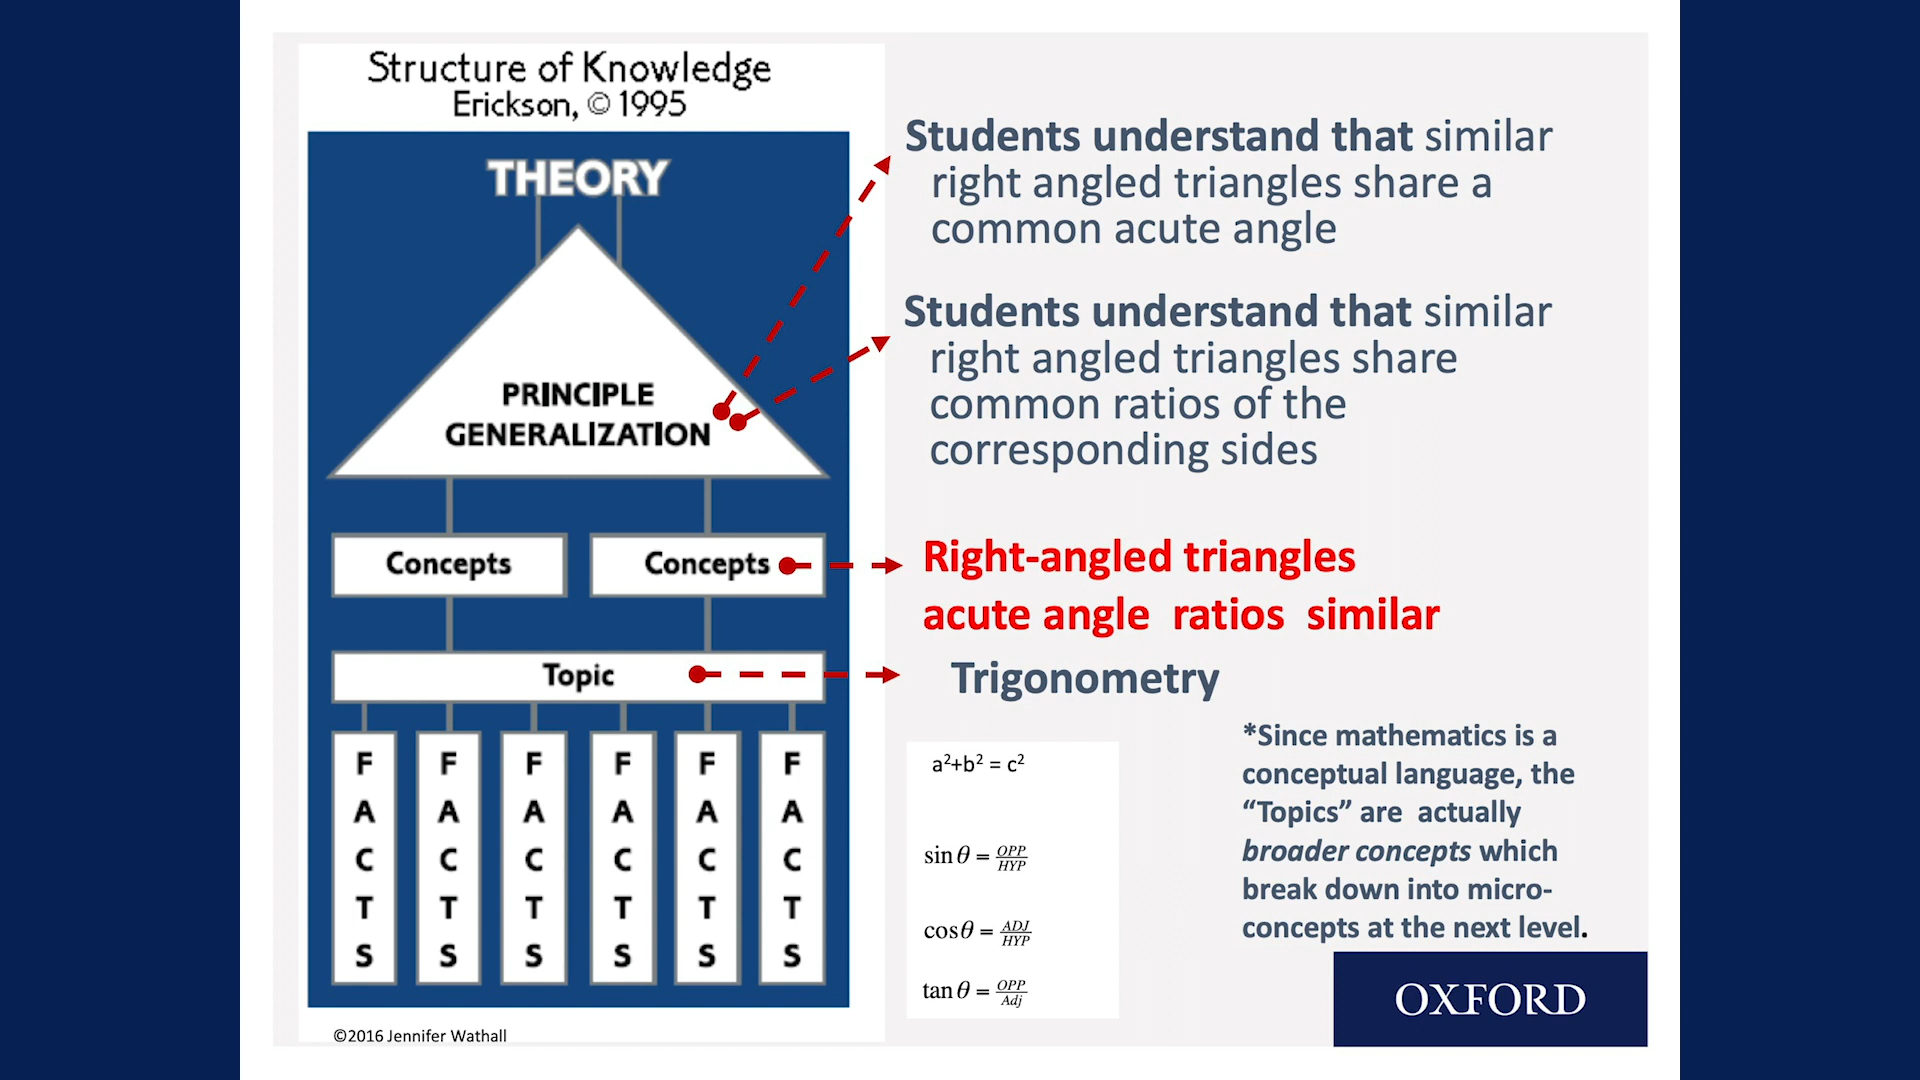 Structure of Knowledge
Erickson, © 1995
THEORY
PRINCIPLE
GENERALIZATION
Concepts
Concepts
Topic
F A C T S
F A C T S
F A C T S
F A C T S
F A C T S
F A C T S
©2016 Jennifer Wathall
Students understand that similar
right angled triangles share a
common acute angle
Students understand that similar
right angled triangles share
common ratios of the
corresponding sides
Right-angled triangles
acute angle ratios similar
Trigonometry
a²+b² = c²
sin θ = OPP/HYP
cosθ = ADJ/HYP
tan θ = OPP/Adj
*Since mathematics is a
conceptual language, the
“Topics” are actually
broader concepts which
break down into micro-
concepts at the next level.
OXFORD